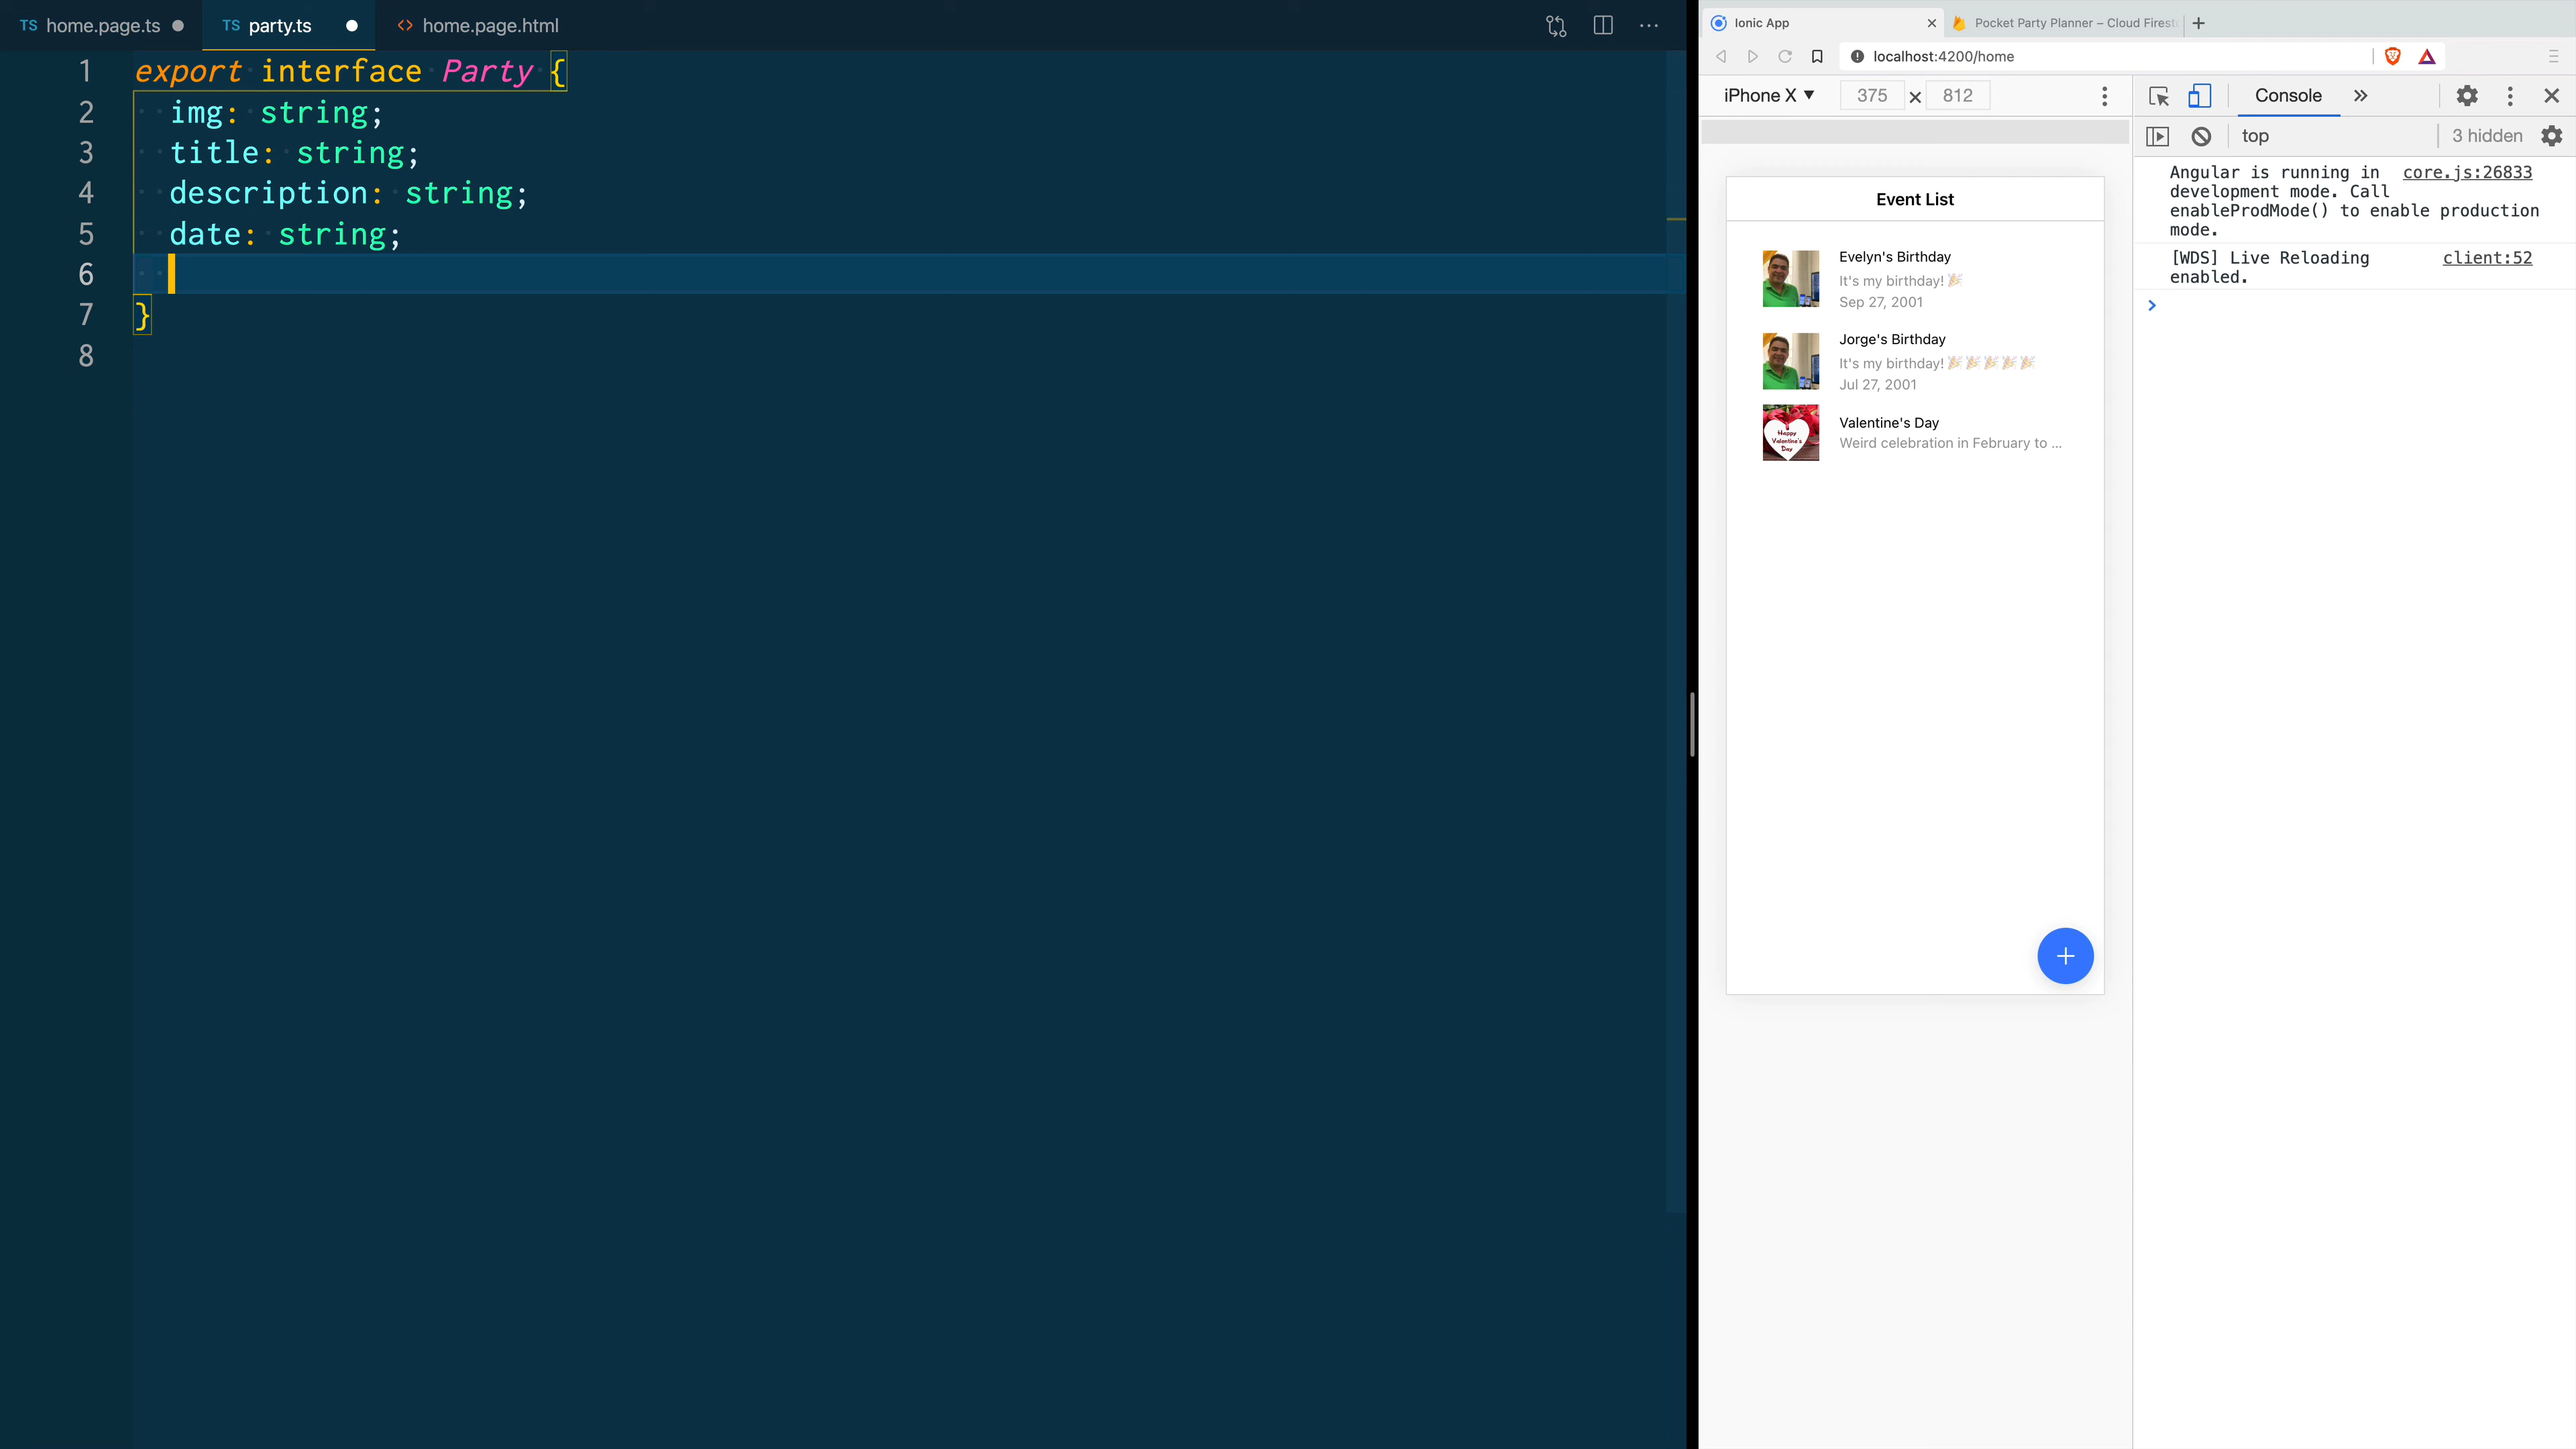 TS home.page.ts
TS party.ts
<> home.page.html
1 export interface Party {
2 img: string;
3 title: string;
4 description: string;
5 date: string;
6
7 }
8
Ionic App
Pocket Party Planner – Cloud Firest
localhost:4200/home
iPhone X ▼ 375 × 812
Console
top
3 hidden
Angular is running in core.js:26833
development mode. Call
enableProdMode() to enable production
mode.
[WDS] Live Reloading client:52
enabled.
Event List
Evelyn's Birthday
It's my birthday! 🎉
Sep 27, 2001
Jorge's Birthday
It's my birthday! 🎉🎉🎉🎉🎉
Jul 27, 2001
Happy
Valentine's
Day
Valentine's Day
Weird celebration in February to ...